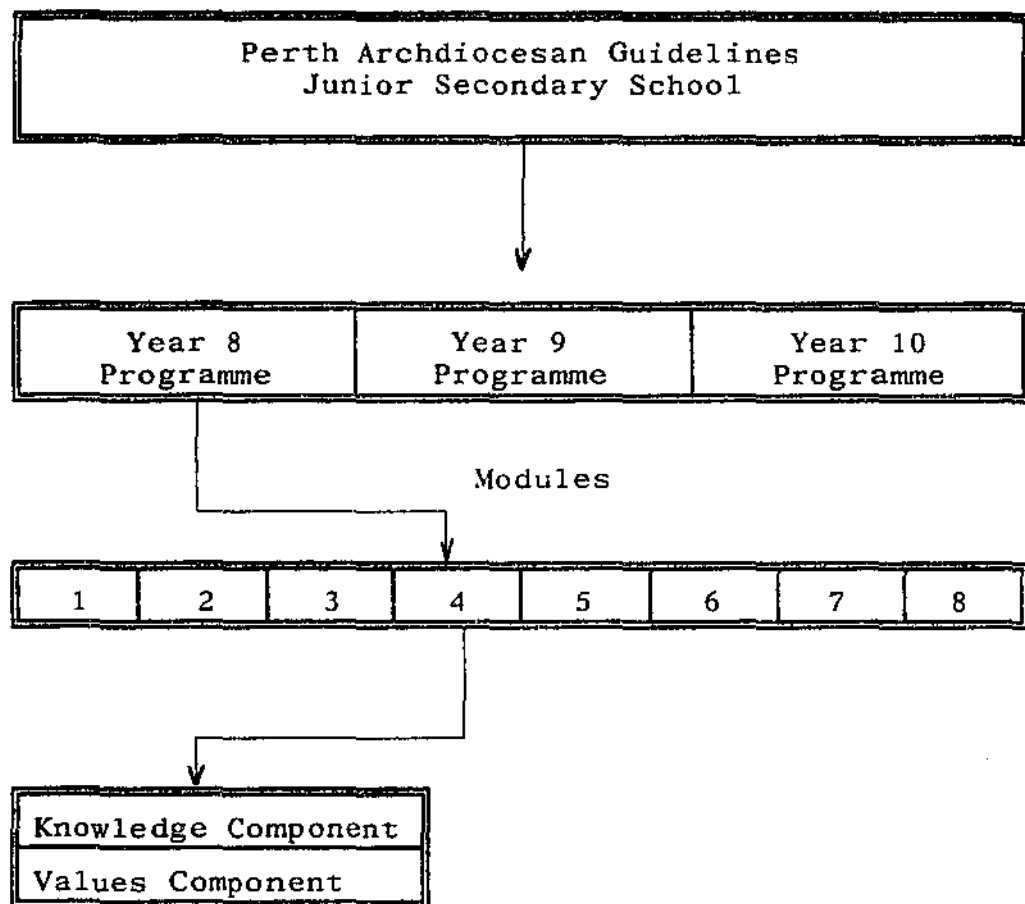 Perth Archdiocesan Guidelines
Junior Secondary School
Year 8 Year 9 Year 10
Programme Programme Programme
Modules
1 2 3 4 5 6 7 8
Knowledge Component
Values Component